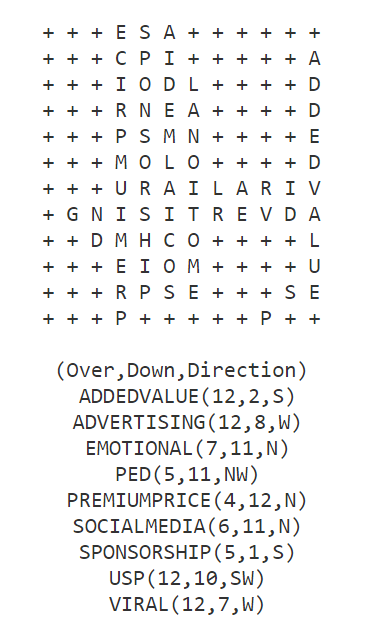 + + + E S A + + + + + +
+ + + C P I + + + + + A
+ + + I O D L + + + + D
+ + + R N E A + + + + D
+ + + P S M N + + + + E
+ + + M O L O + + + + D
+ + + U R A I L A R I V
+ G N I S I T R E V D A
+ + D M H C O + + + + L
+ + + E I O M + + + + U
+ + + R P S E + + + S E
+ + + P + + + + + P + +
(Over,Down,Direction)
ADDEDVALUE(12,2,S)
ADVERTISING(12,8,W)
EMOTIONAL(7,11,N)
PED(5,11,NW)
PREMIUMPRICE(4,12,N)
SOCIALMEDIA(6,11,N)
SPONSORSHIP(5,1,S)
USP(12,10,SW)
VIRAL(12,7,W)